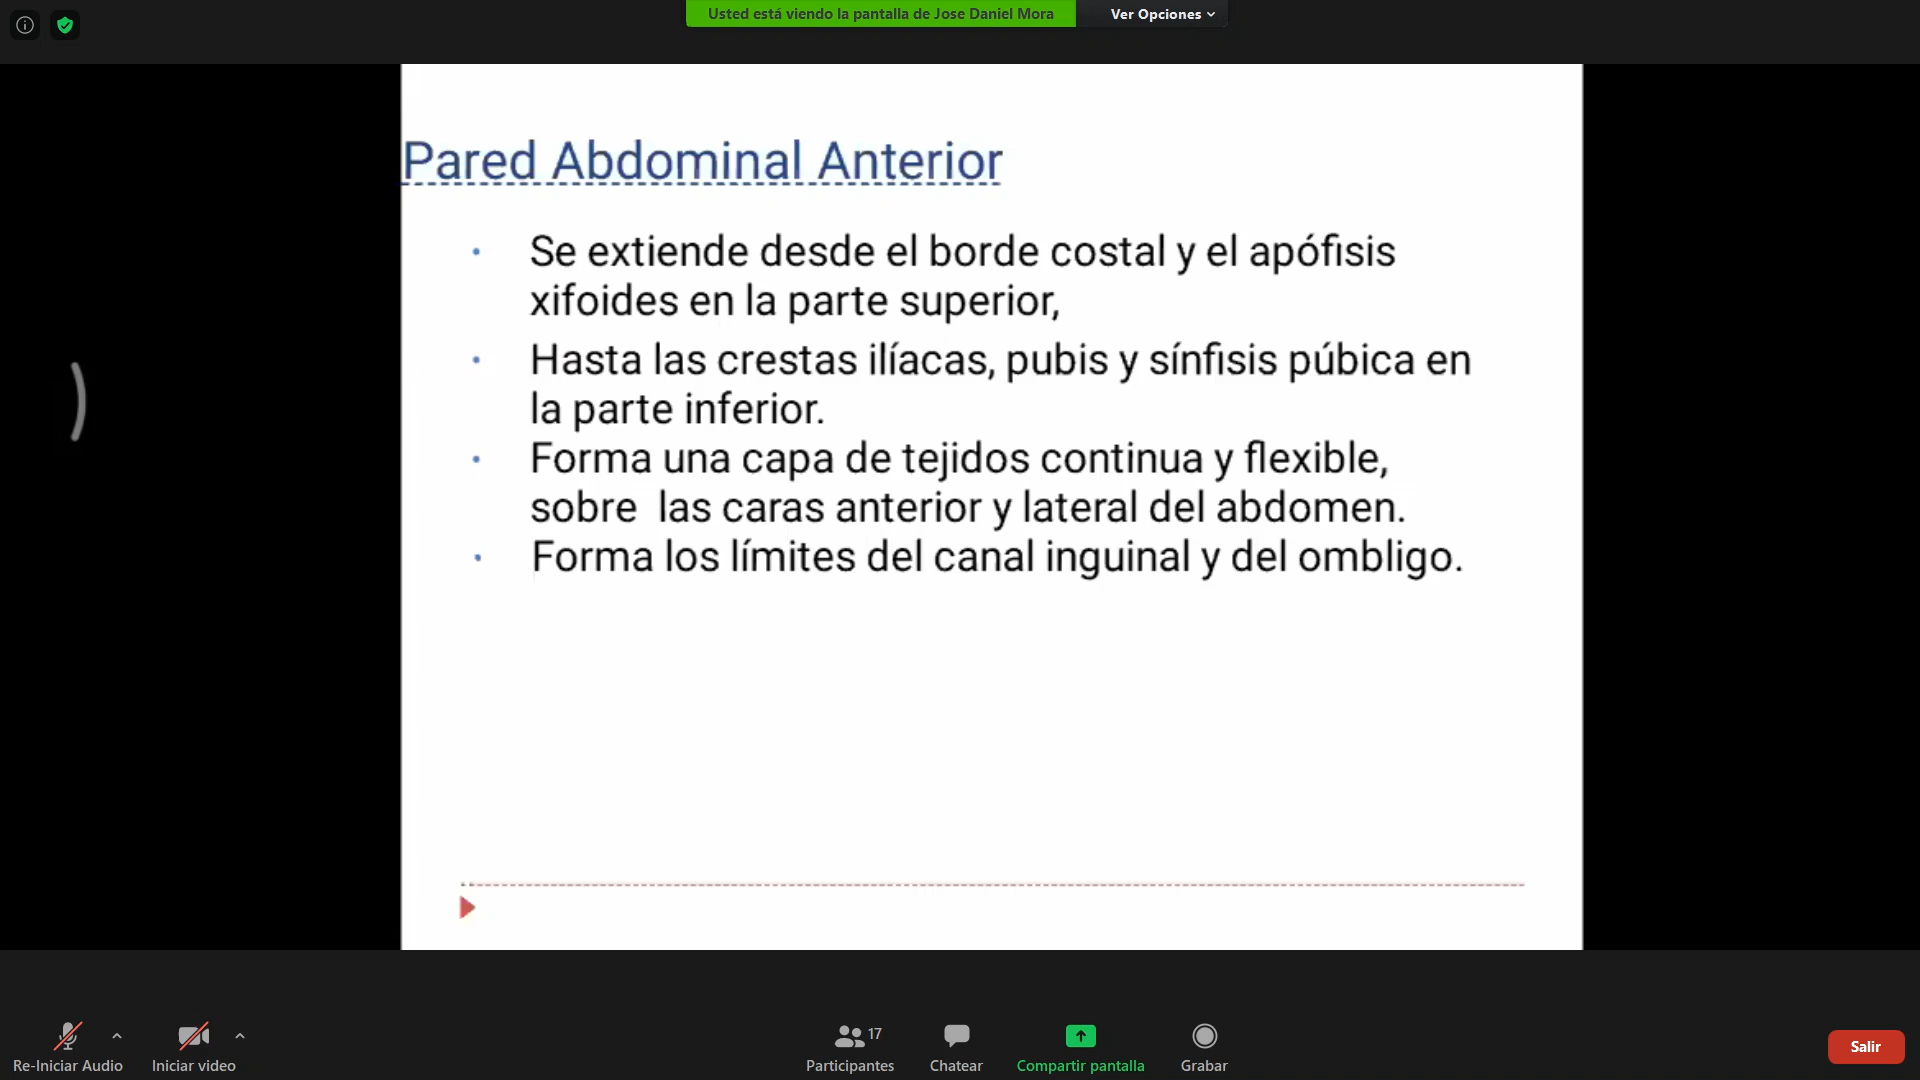 Usted está viendo la pantalla de Jose Daniel Mora
Ver Opciones
Pared Abdominal Anterior
Se extiende desde el borde costal y el apófisis
xifoides en la parte superior,
Hasta las crestas ilíacas, pubis y sínfisis púbica en
la parte inferior.
Forma una capa de tejidos continua y flexible,
sobre las caras anterior y lateral del abdomen.
Forma los límites del canal inguinal y del ombligo.
Re-Iniciar Audio
Iniciar video
17
Participantes
Chatear
Compartir pantalla
Grabar
Salir